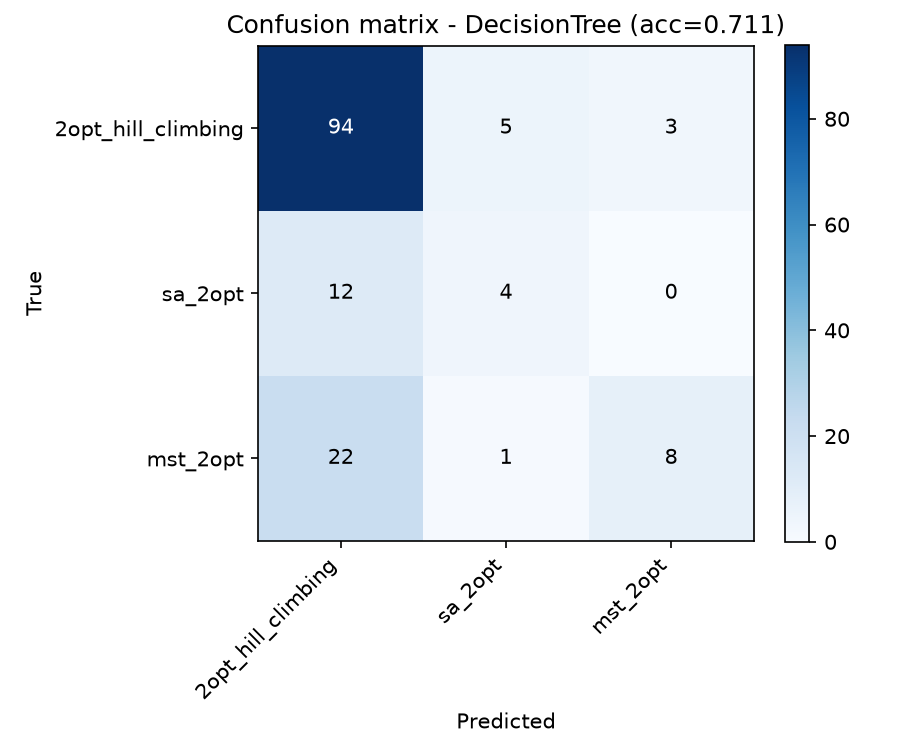 Confusion matrix - DecisionTree (acc=0.711)
True
2opt_hill_climbing
94
5
3
sa_2opt
12
4
0
mst_2opt
22
1
8
2opt_hill_climbing
sa_2opt
mst_2opt
Predicted
80
60
40
20
0